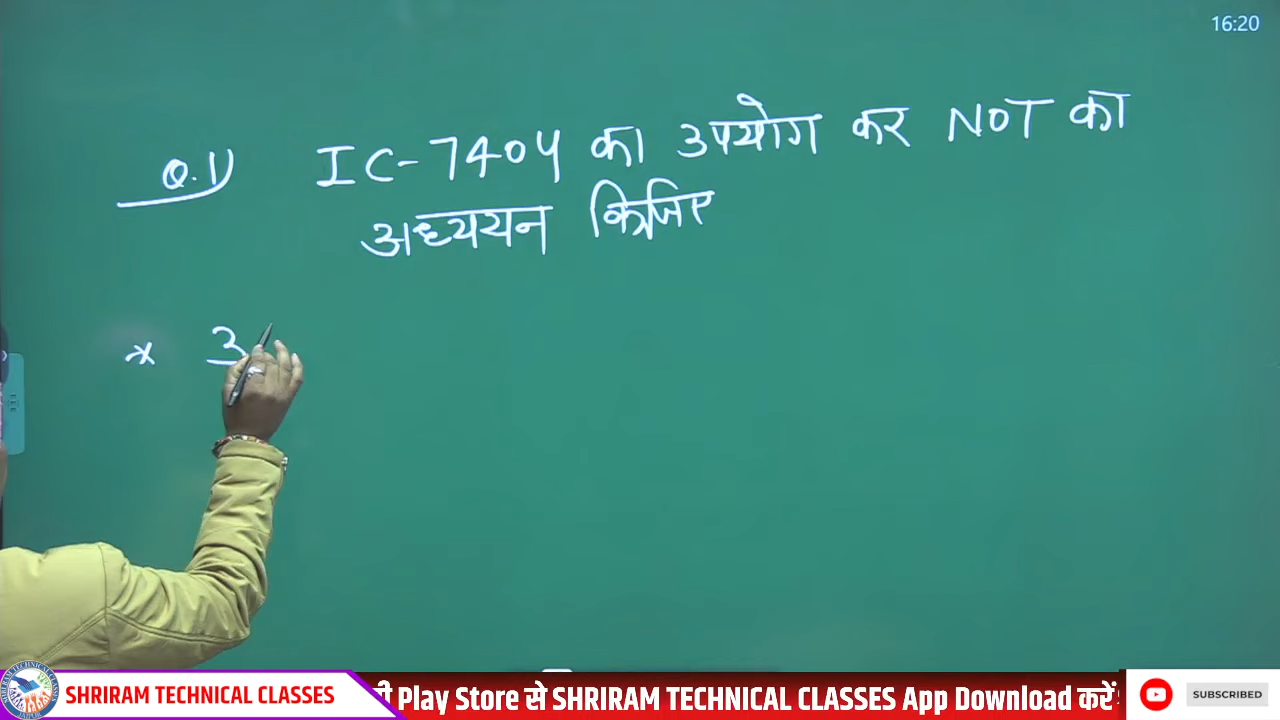 16:20
Q.1) IC-7404 का उपयोग कर NOT का
अध्ययन किजिए
* उ
SHRIRAM TECHNICAL CLASSES
Play Store से SHRIRAM TECHNICAL CLASSES App Download करें
SUBSCRIBED